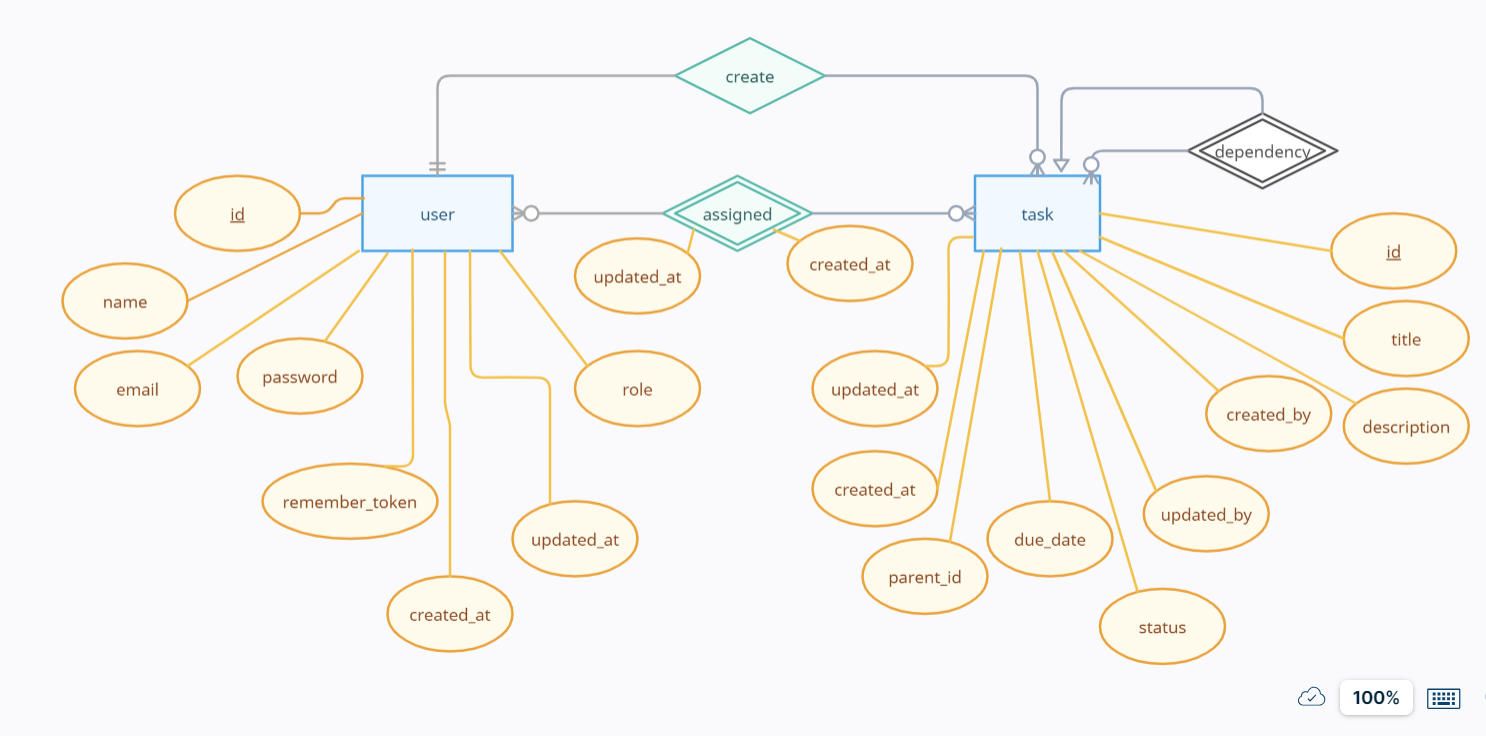 create
dependency
id
user
assigned
task
name
updated_at
created_at
id
email
password
role
updated_at
title
created_by
description
remember_token
created_at
updated_at
due_date
updated_by
parent_id
created_at
status
100%